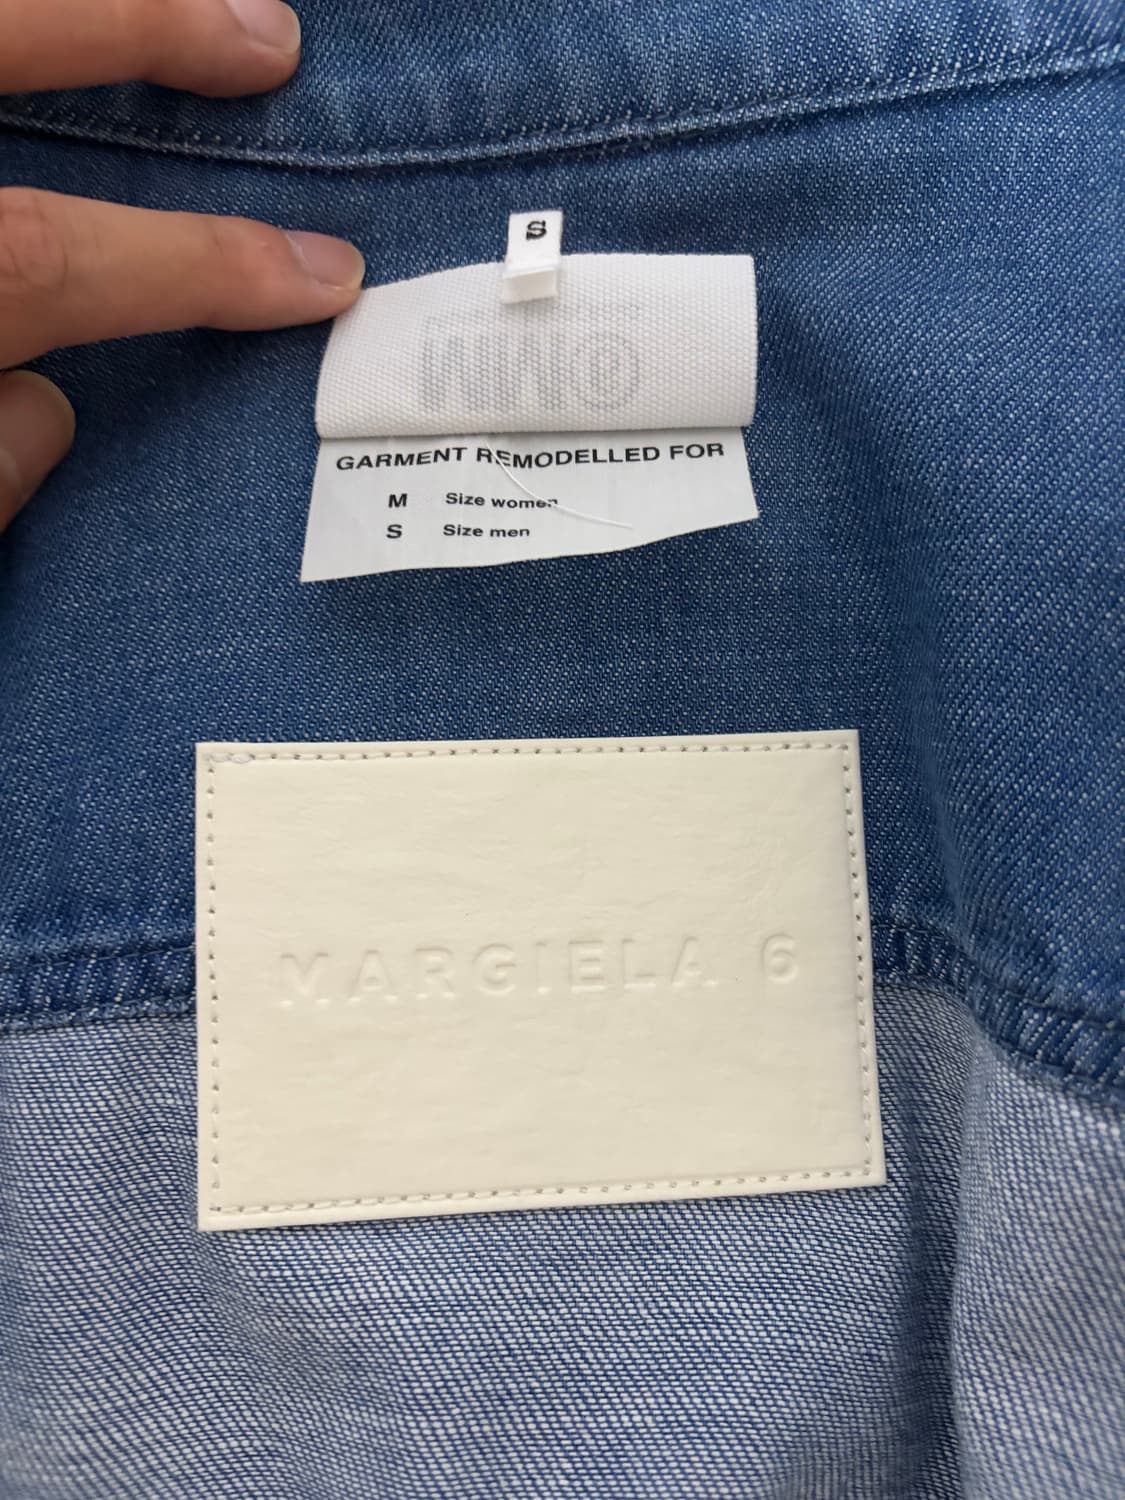 S
GARMENT REMODELLED FOR
M Size women
S Size men
MARGIELA 6